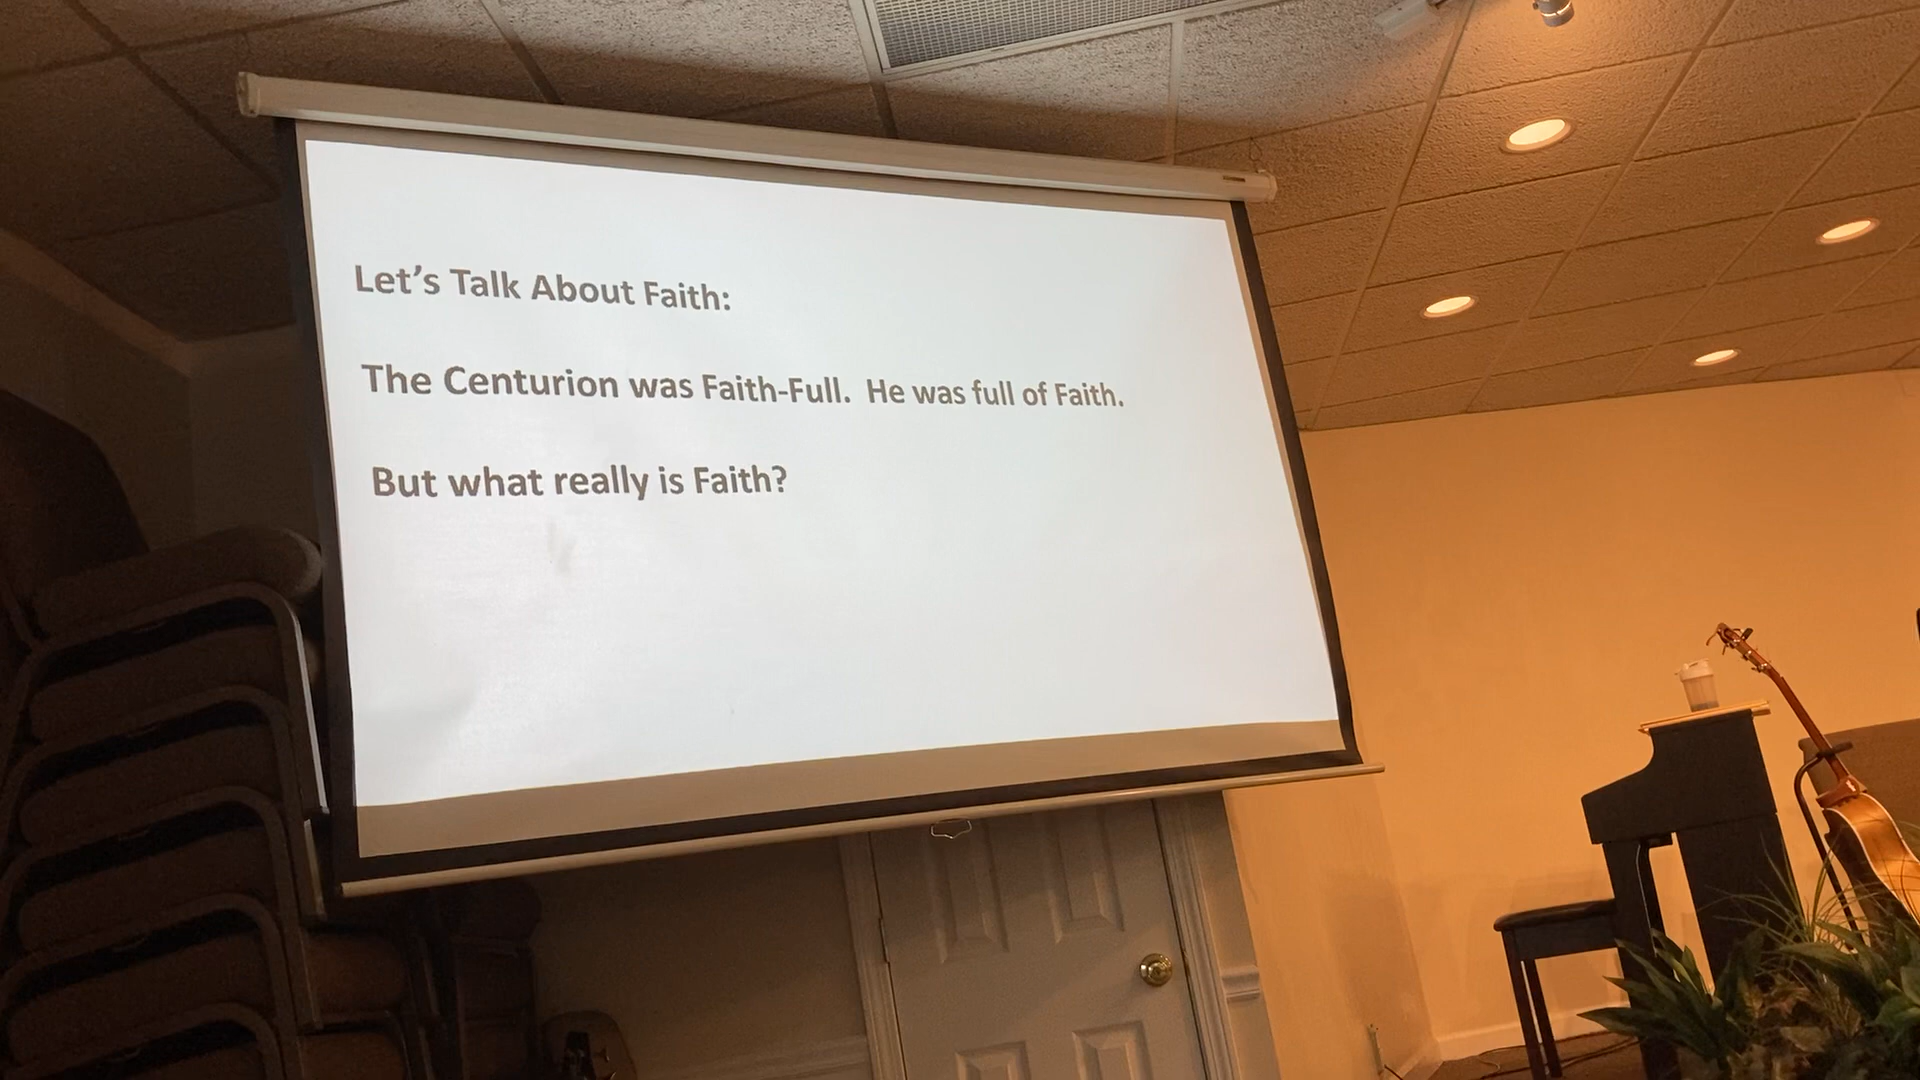 Let’s Talk About Faith:
The Centurion was Faith-Full.  He was full of Faith.
But what really is Faith?